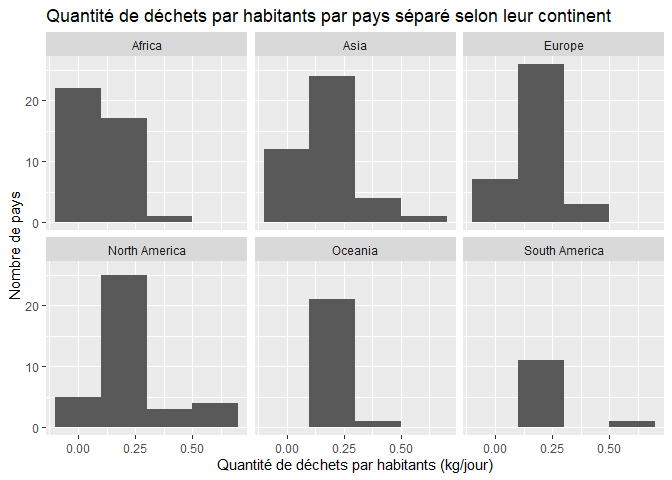 Quantité de déchets par habitants par pays séparé selon leur continent
Africa
Asia
Europe
20
10
0
North America
Oceania
South America
20
10
0
Nombre de pays
0.00
0.25
0.50
0.00
0.25
0.50
0.00
0.25
0.50
Quantité de déchets par habitants (kg/jour)